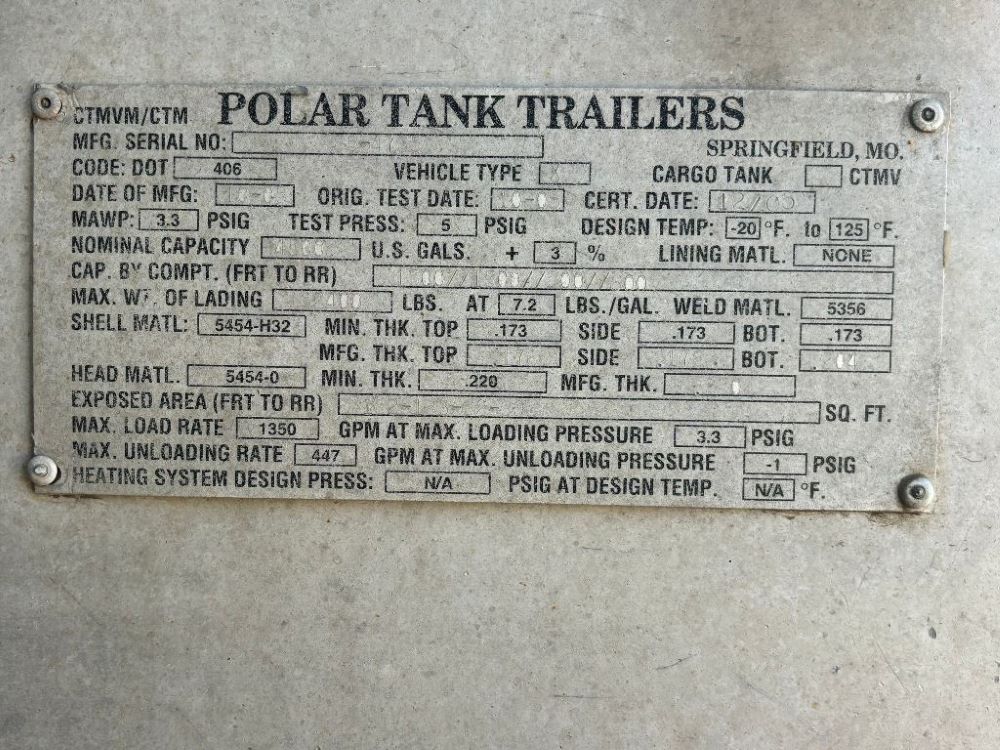 CTMVM/CTM POLAR TANK TRAILERS
MFG. SERIAL NO: SPRINGFIELD, MO.
CODE: DOT 406 VEHICLE TYPE CARGO TANK CTMV
DATE OF MFG: ORIG. TEST DATE: CERT. DATE:
MAWP: 3.3 PSIG TEST PRESS: 5 PSIG DESIGN TEMP: -20 °F. to 125 °F.
NOMINAL CAPACITY U.S. GALS. + 3 % LINING MATL. NONE
CAP. BY COMPT. (FRT TO RR)
MAX. WT. OF LADING LBS. AT 7.2 LBS./GAL. WELD MATL. 5356
SHELL MATL: 5454-H32 MIN. THK. TOP .173 SIDE .173 BOT. .173
MFG. THK. TOP SIDE BOT.
HEAD MATL. 5454-0 MIN. THK. .220 MFG. THK.
EXPOSED AREA (FRT TO RR) SQ. FT.
MAX. LOAD RATE 1350 GPM AT MAX. LOADING PRESSURE 3.3 PSIG
MAX. UNLOADING RATE 447 GPM AT MAX. UNLOADING PRESSURE -1 PSIG
HEATING SYSTEM DESIGN PRESS: N/A PSIG AT DESIGN TEMP. N/A °F.